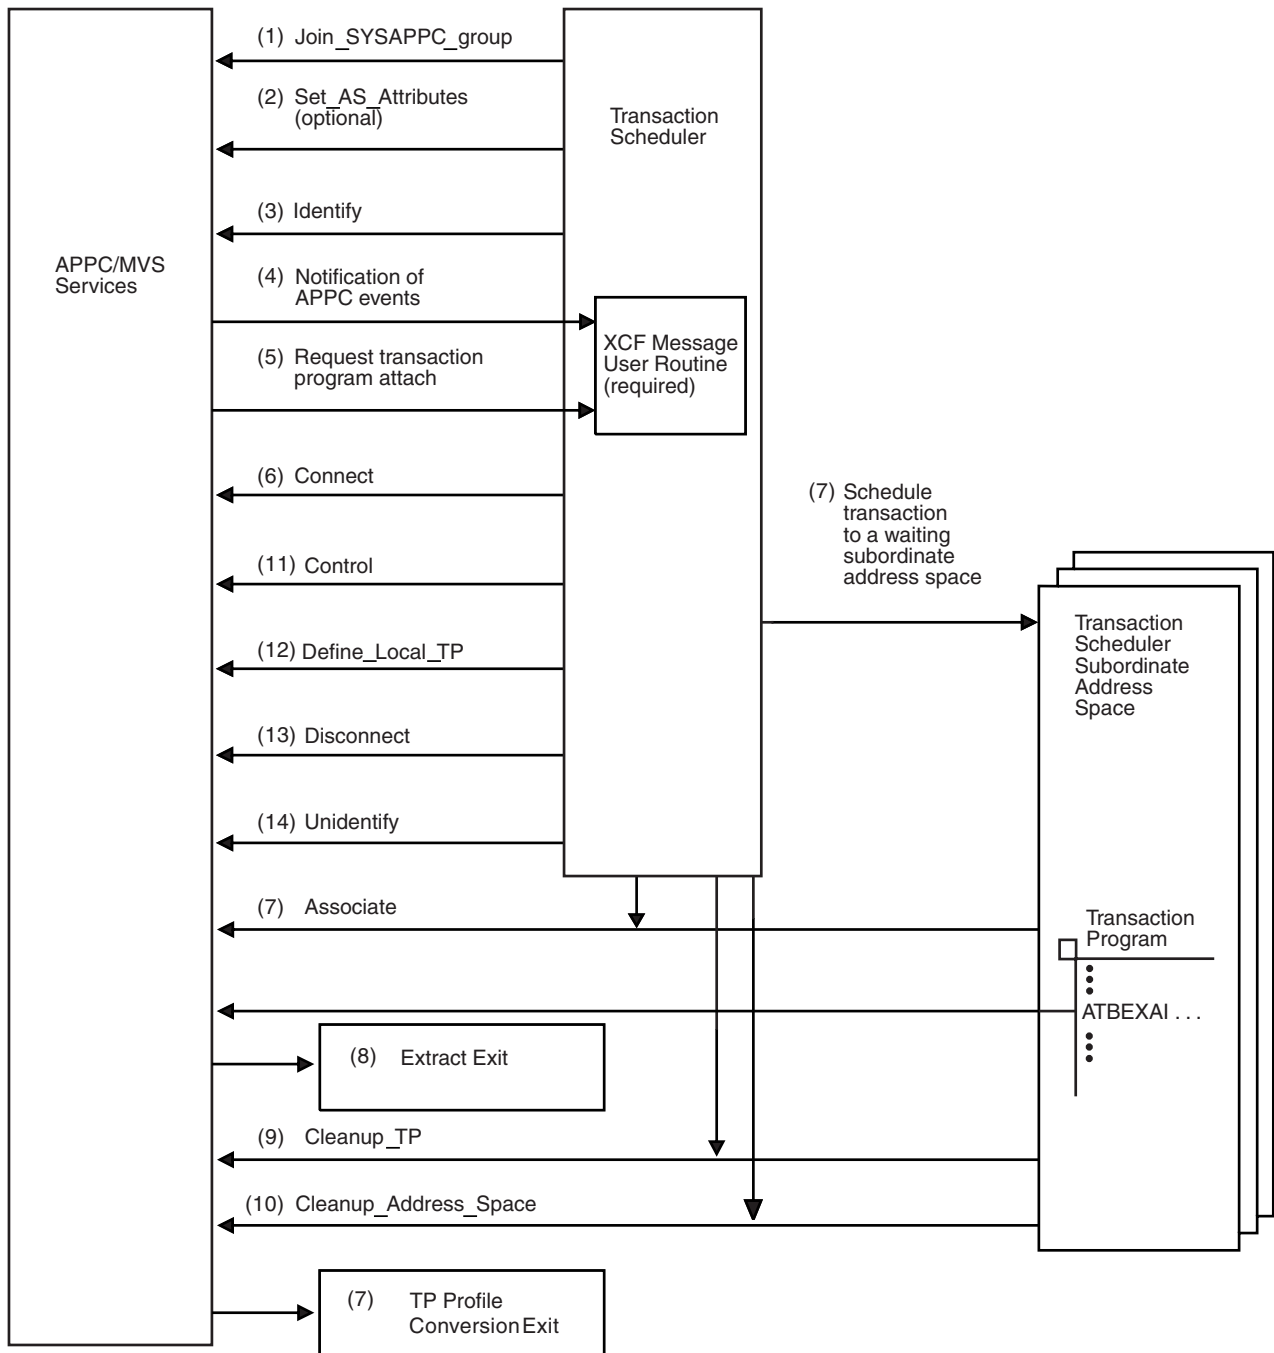 (1) Join_SYSAPPC_group
(2) Set_AS_Attributes
(optional)
Transaction
Scheduler
(3) Identify
APPC/MVS
Services
(4) Notification of
APPC events
XCF Message
User Routine
(required)
(5) Request transaction
program attach
(6) Connect
(7) Schedule
transaction
to a waiting
subordinate
address space
(11) Control
(12) Define_Local_TP
Transaction
Scheduler
Subordinate
Address
Space
(13) Disconnect
(14) Unidentify
(7) Associate
Transaction
Program
ATBEXAI . . .
(8) Extract Exit
(9) Cleanup_TP
(10) Cleanup_Address_Space
(7) TP Profile
Conversion Exit